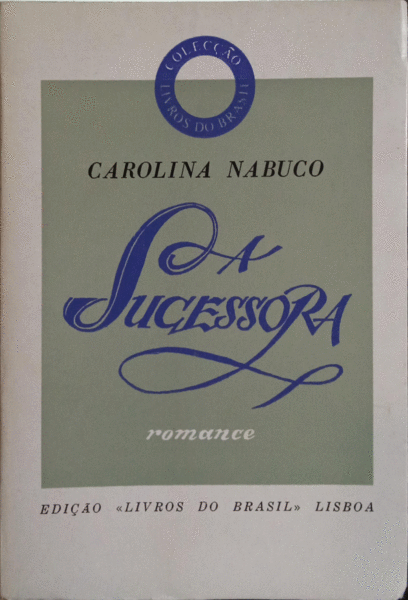 COLECÇÃO
LIVROS DO BRASIL
CAROLINA NABUCO
A
SUCESSORA
romance
EDIÇÃO «LIVROS DO BRASIL» LISBOA